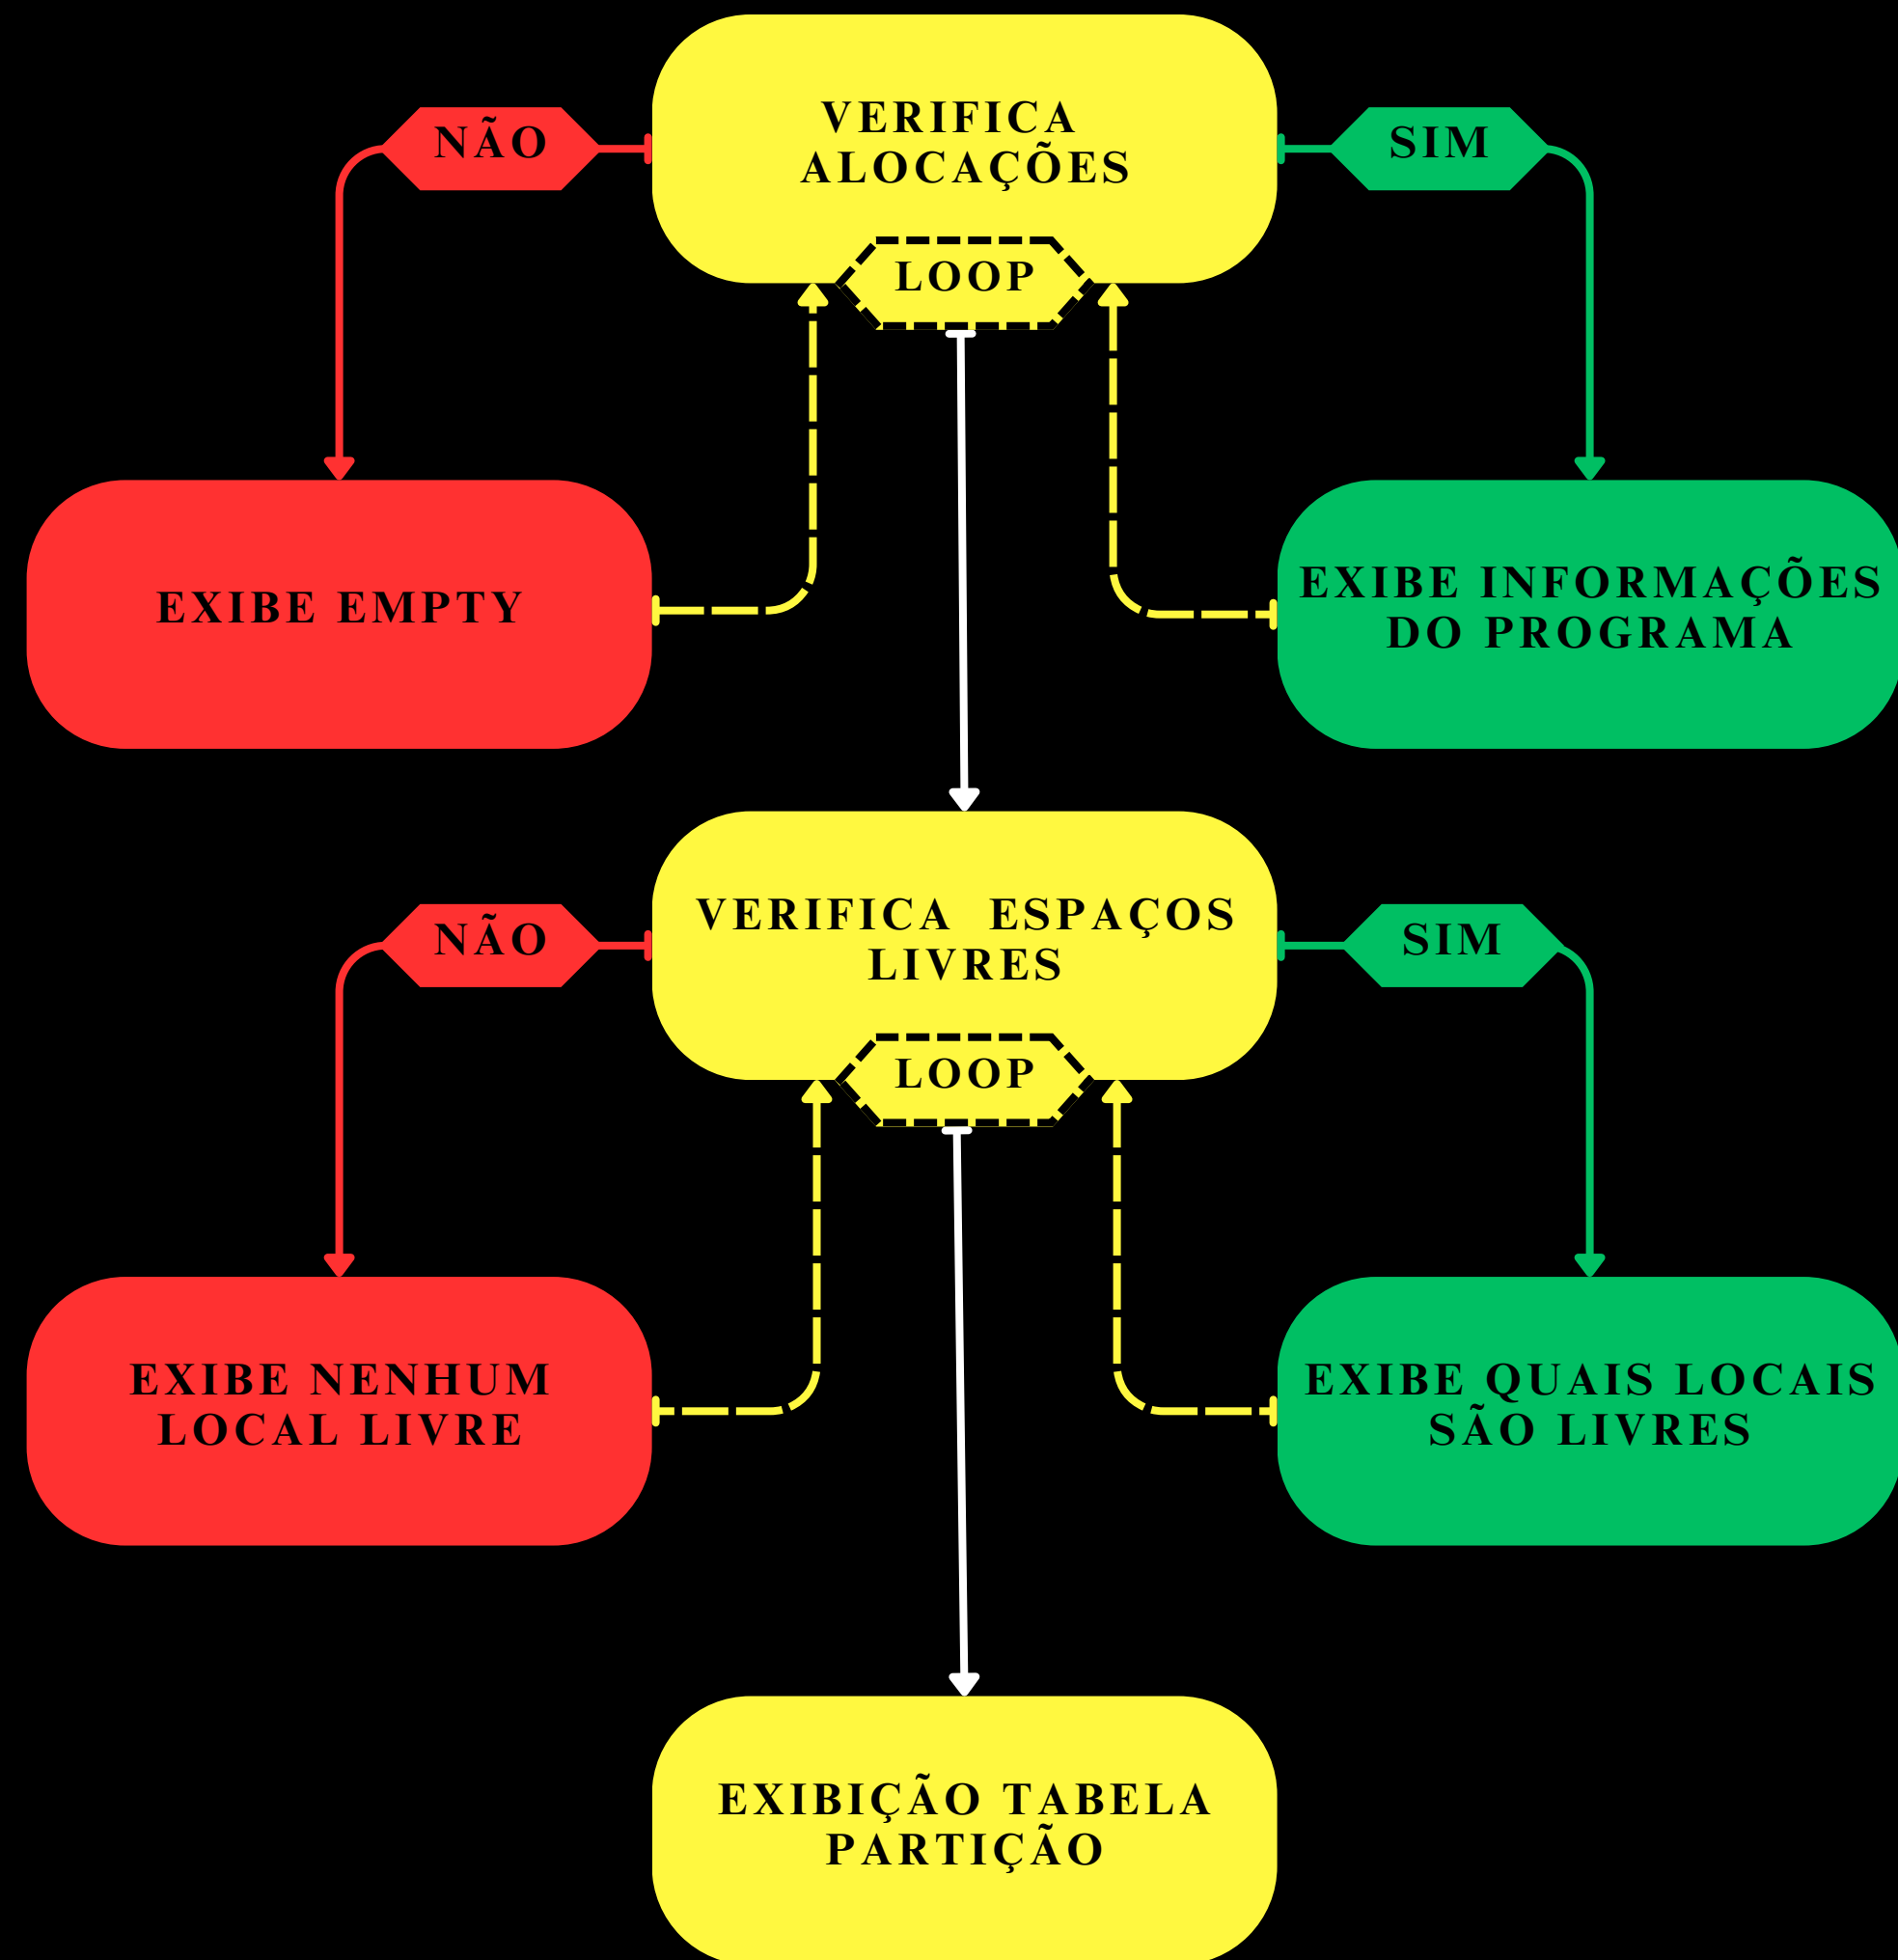 VERIFICA
ALOCAÇÕES
NÃO
SIM
LOOP
EXIBE EMPTY
EXIBE INFORMAÇÕES
DO PROGRAMA
VERIFICA ESPAÇOS
LIVRES
NÃO
SIM
LOOP
EXIBE NENHUM
LOCAL LIVRE
EXIBE QUAIS LOCAIS
SÃO LIVRES
EXIBIÇÃO TABELA
PARTIÇÃO